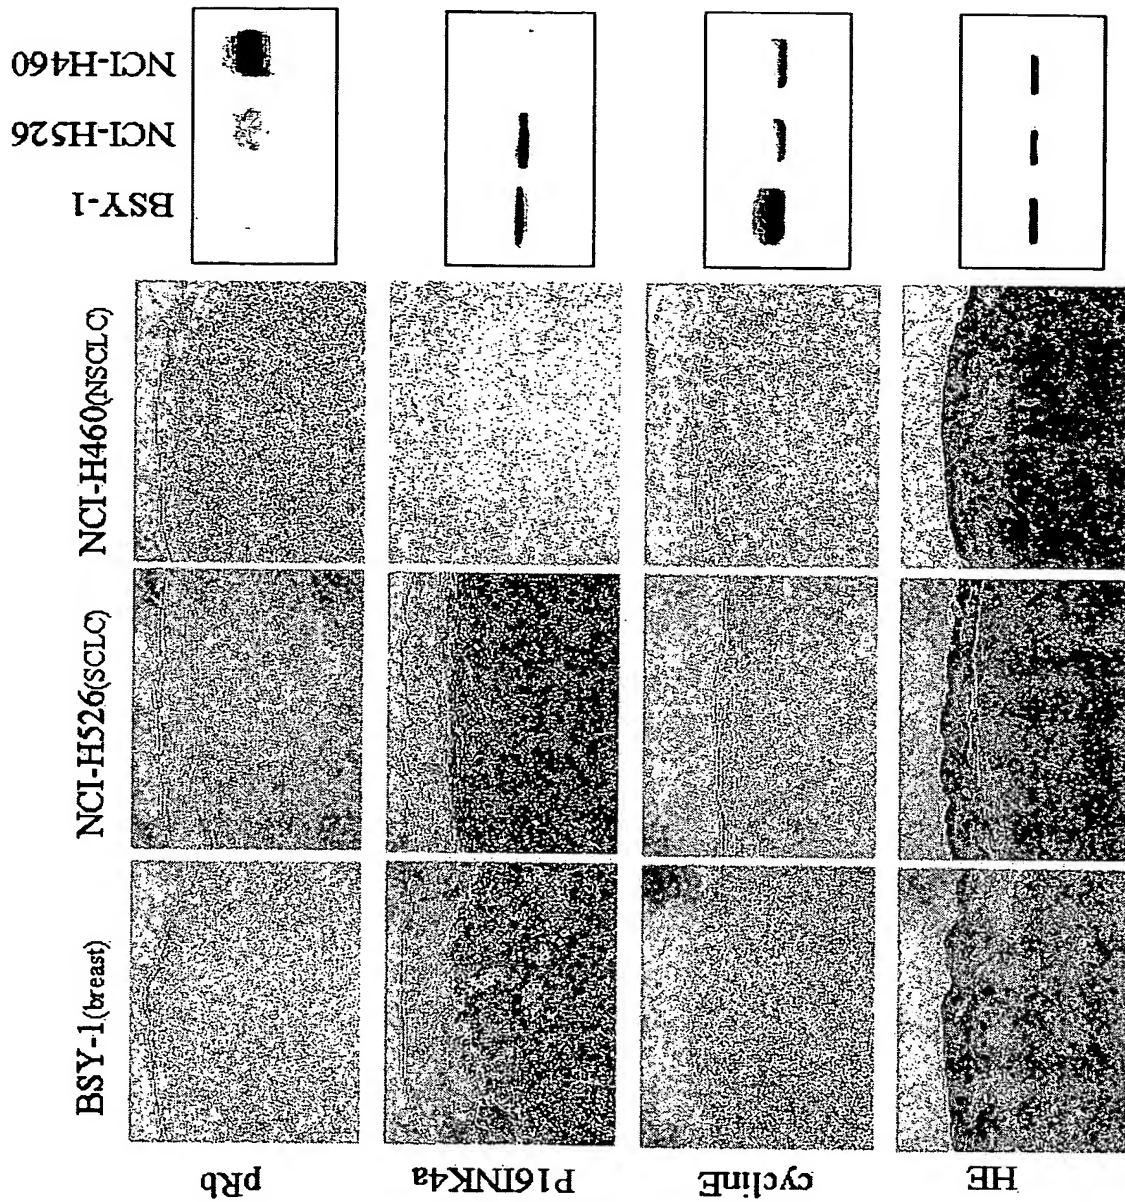 NCI-H460
NCI-H526
BSY-1
NCI-H460(NSCLC)
NCI-H526(SCLC)
BSY-1(breast)
pRb
P16INK4a
cyclinE
HE